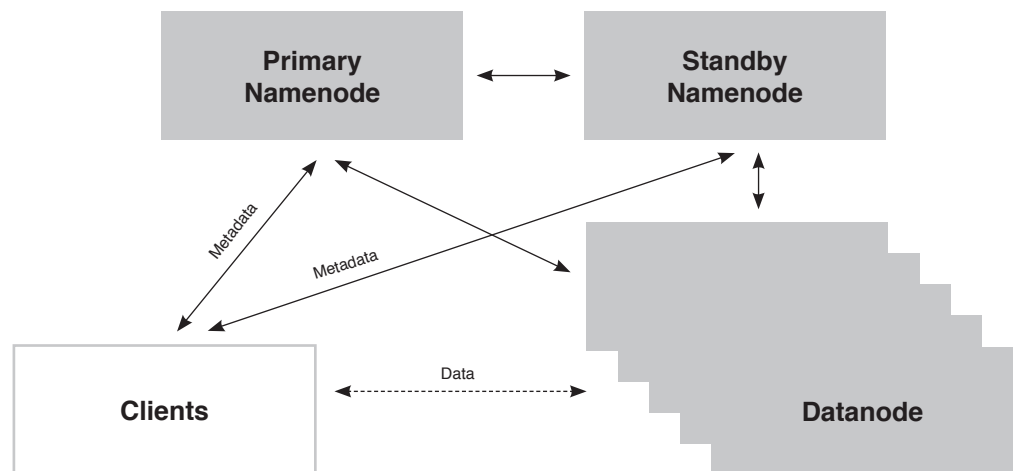 Primary
Namenode
Standby
Namenode
Metadata
Metadata
Data
Clients
Datanode